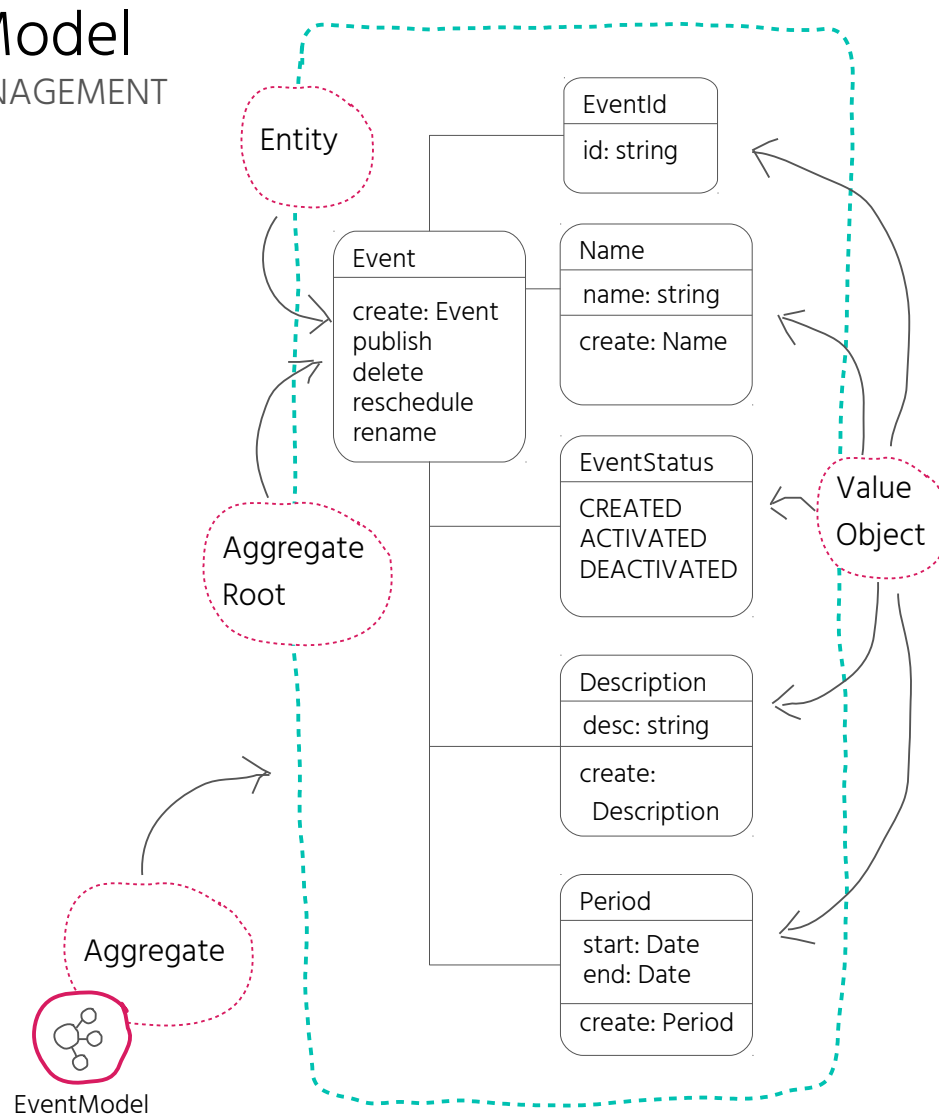 Model
NAGEMENT
Entity
EventId
id: string
Event
create: Event
publish
delete
reschedule
rename
Name
name: string
create: Name
EventStatus
CREATED
ACTIVATED
DEACTIVATED
Value
Object
Aggregate
Root
Description
desc: string
create:
Description
Period
start: Date
end: Date
create: Period
Aggregate
EventModel